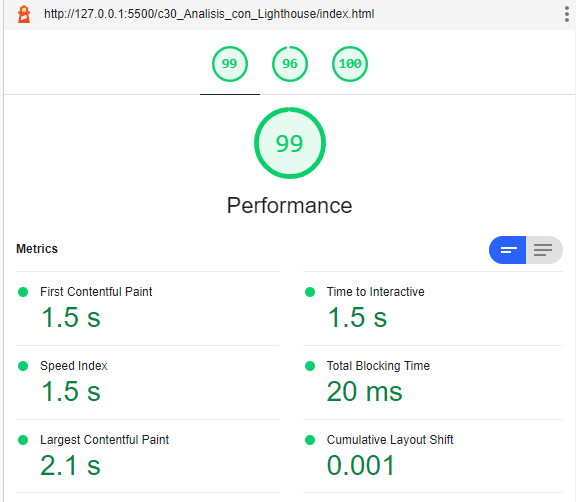 http://127.0.0.1:5500/c30_Analisis_con_Lighthouse/index.html
99 96 100
99
Performance
Metrics
First Contentful Paint
1.5 s
Time to Interactive
1.5 s
Speed Index
1.5 s
Total Blocking Time
20 ms
Largest Contentful Paint
2.1 s
Cumulative Layout Shift
0.001